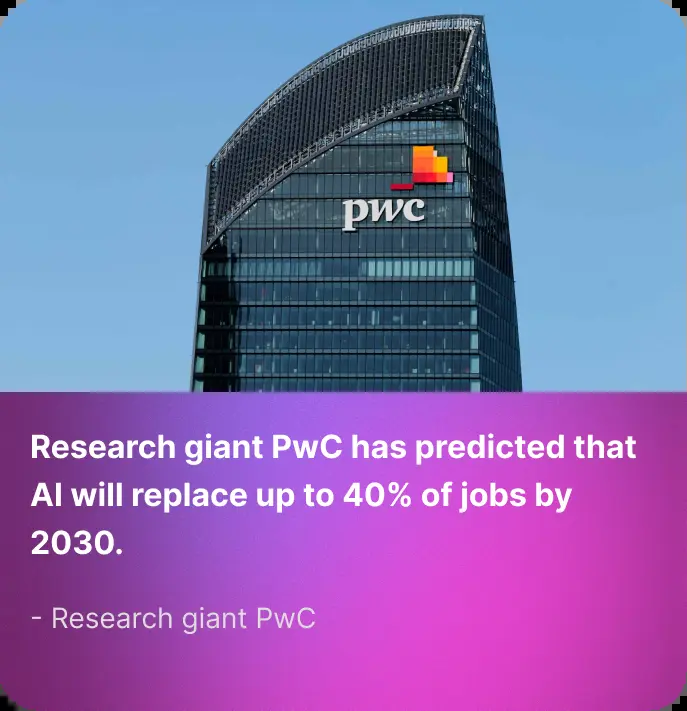 pwc
Research giant PwC has predicted that
AI will replace up to 40% of jobs by
2030.
- Research giant PwC